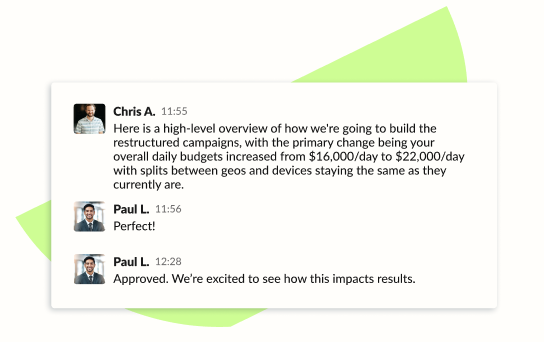 Chris A. 11:55
Here is a high-level overview of how we're going to build the
restructured campaigns, with the primary change being your
overall daily budgets increased from $16,000/day to $22,000/day
with splits between geos and devices staying the same as they
currently are.
Paul L. 11:56
Perfect!
Paul L. 12:28
Approved. We’re excited to see how this impacts results.